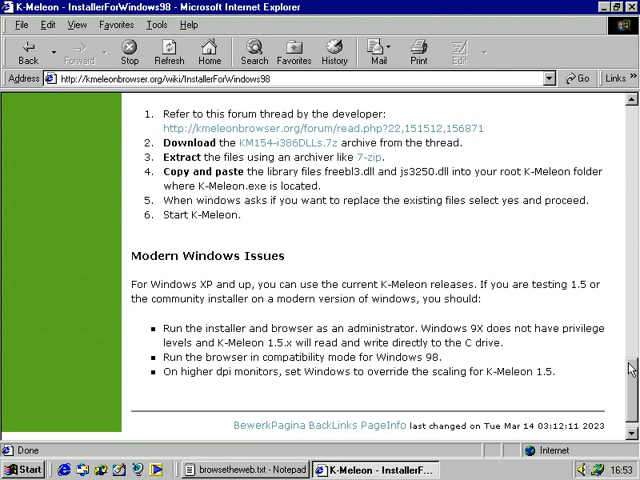 K-Meleon - InstallerForWindows98 - Microsoft Internet Explorer
File Edit View Favorites Tools Help
Back Forward Stop Refresh Home Search Favorites History Mail Print Edit
Address http://kmeleonbrowser.org/wiki/InstallerForWindows98 Go Links »
1. Refer to this forum thread by the developer:
http://kmeleonbrowser.org/forum/read.php?22,151512,156871
2. Download the KM154-i386DLLs.7z archive from the thread.
3. Extract the files using an archiver like 7-zip.
4. Copy and paste the library files freebl3.dll and js3250.dll into your root K-Meleon folder
where K-Meleon.exe is located.
5. When windows asks if you want to replace the existing files select yes and proceed.
6. Start K-Meleon.
Modern Windows Issues
For Windows XP and up, you can use the current K-Meleon releases. If you are testing 1.5 or
the community installer on a modern version of windows, you should:
Run the installer and browser as an administrator. Windows 9X does not have privilege
levels and K-Meleon 1.5.x will read and write directly to the C drive.
Run the browser in compatibility mode for Windows 98.
On higher dpi monitors, set Windows to override the scaling for K-Meleon 1.5.
BewerkPagina BackLinks PageInfo last changed on Tue Mar 14 03:12:11 2023
Done Internet
Start browsetheweb.txt - Notepad K-Meleon - InstallerF... 16:53